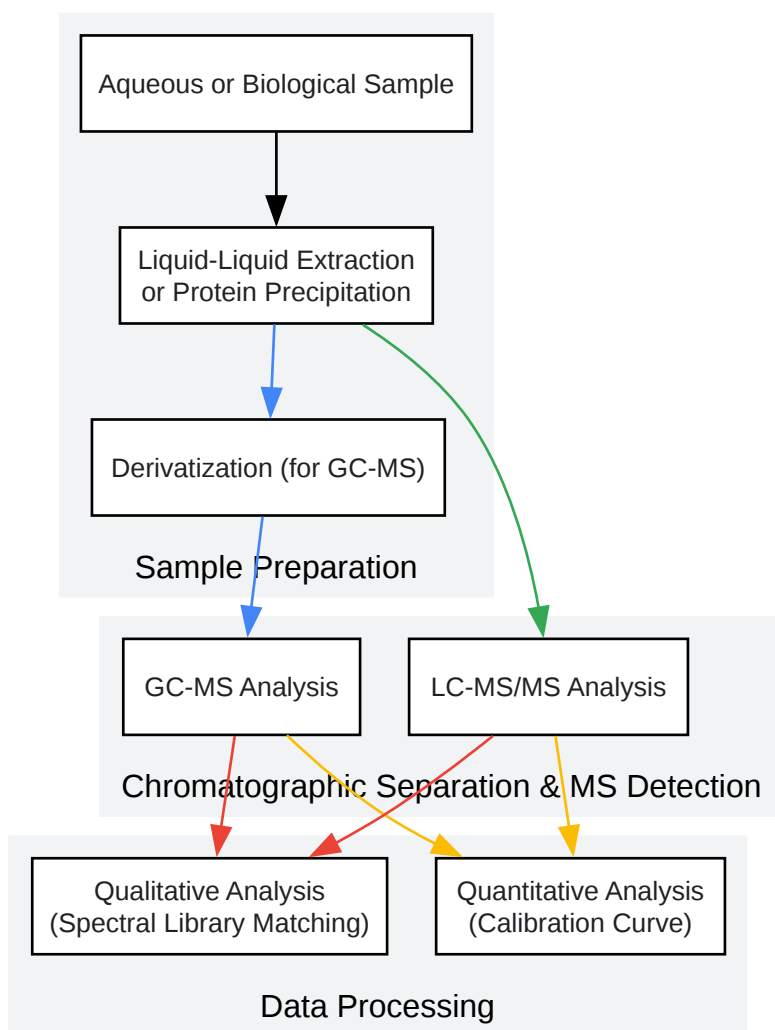 Aqueous or Biological Sample
Liquid-Liquid Extraction
or Protein Precipitation
Derivatization (for GC-MS)
Sample Preparation
GC-MS Analysis
LC-MS/MS Analysis
Chromatographic Separation & MS Detection
Qualitative Analysis
(Spectral Library Matching)
Quantitative Analysis
(Calibration Curve)
Data Processing